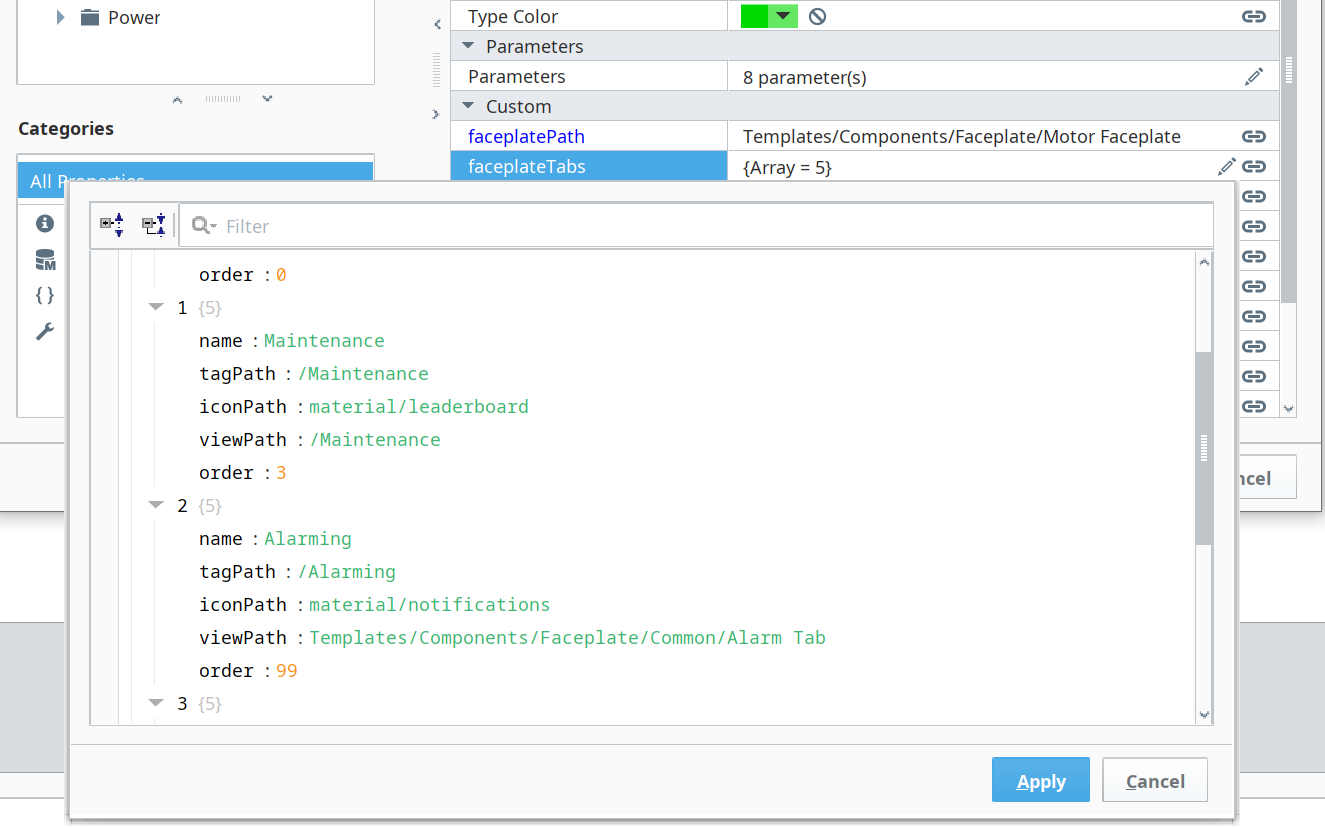 Power
Type Color
Parameters
Parameters 8 parameter(s)
Custom
Categories
faceplatePath Templates/Components/Faceplate/Motor Faceplate
faceplateTabs {Array = 5}
All Properties
Filter
order : 0
1 {5}
name : Maintenance
tagPath : /Maintenance
iconPath : material/leaderboard
viewPath : /Maintenance
order : 3
2 {5}
name : Alarming
tagPath : /Alarming
iconPath : material/notifications
viewPath : Templates/Components/Faceplate/Common/Alarm Tab
order : 99
3 {5}
ncel
Apply Cancel